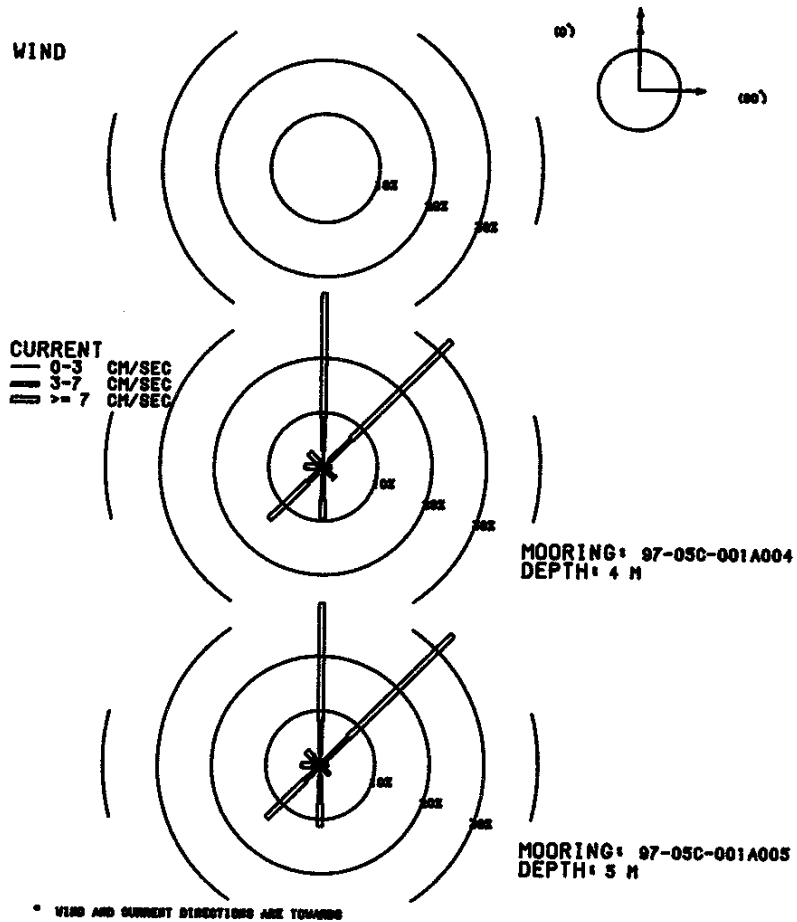 WIND
(0°)
(90°)
10%
20%
30%
CURRENT
0-3 CM/SEC
3-7 CM/SEC
>= 7 CM/SEC
10%
20%
30%
MOORING: 97-05C-001A004
DEPTH: 4 M
10%
20%
30%
MOORING: 97-05C-001A005
DEPTH: 5 M
* WIND AND CURRENT DIRECTIONS ARE TOWARDS